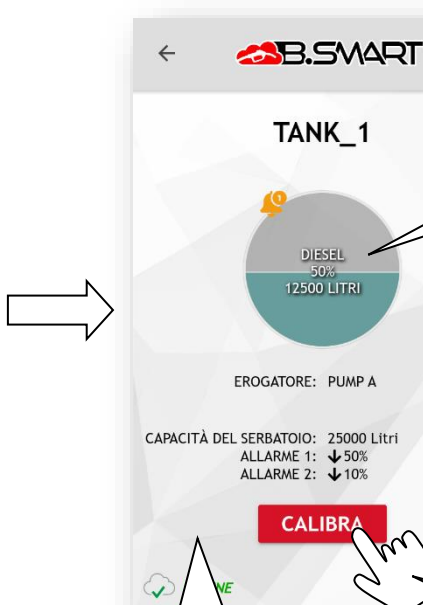 B.SMART
TANK_1
1
DIESEL
50%
12500 LITRI
EROGATORE: PUMP A
CAPACITÀ DEL SERBATOIO: 25000 Litri
ALLARME 1: ↓50%
ALLARME 2: ↓10%
CALIBRA